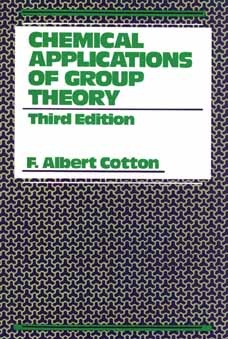 CHEMICAL
APPLICATIONS
OF GROUP
THEORY
Third Edition
F. Albert Cotton